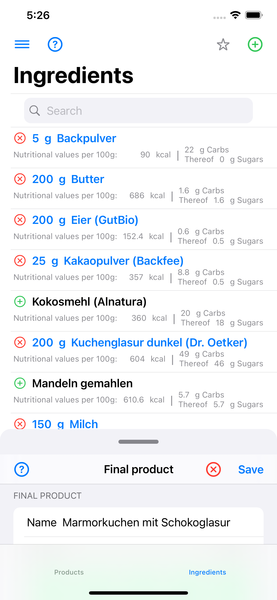 5:26
?
Ingredients
Search
5 g Backpulver
Nutritional values per 100g: 90 kcal | 22 g Carbs
Thereof 0 g Sugars
200 g Butter
Nutritional values per 100g: 686 kcal | 1.6 g Carbs
Thereof 1.6 g Sugars
200 g Eier (GutBio)
Nutritional values per 100g: 152.4 kcal | 0.6 g Carbs
Thereof 0.5 g Sugars
25 g Kakaopulver (Backfee)
Nutritional values per 100g: 357 kcal | 8.8 g Carbs
Thereof 0.5 g Sugars
Kokosmehl (Alnatura)
Nutritional values per 100g: 360 kcal | 20 g Carbs
Thereof 18 g Sugars
200 g Kuchenglasur dunkel (Dr. Oetker)
Nutritional values per 100g: 604 kcal | 49 g Carbs
Thereof 46 g Sugars
Mandeln gemahlen
Nutritional values per 100g: 610.6 kcal | 5.7 g Carbs
Thereof 5.7 g Sugars
150 g Milch
? Final product Save
FINAL PRODUCT
Name Marmorkuchen mit Schokoglasur
Products Ingredients